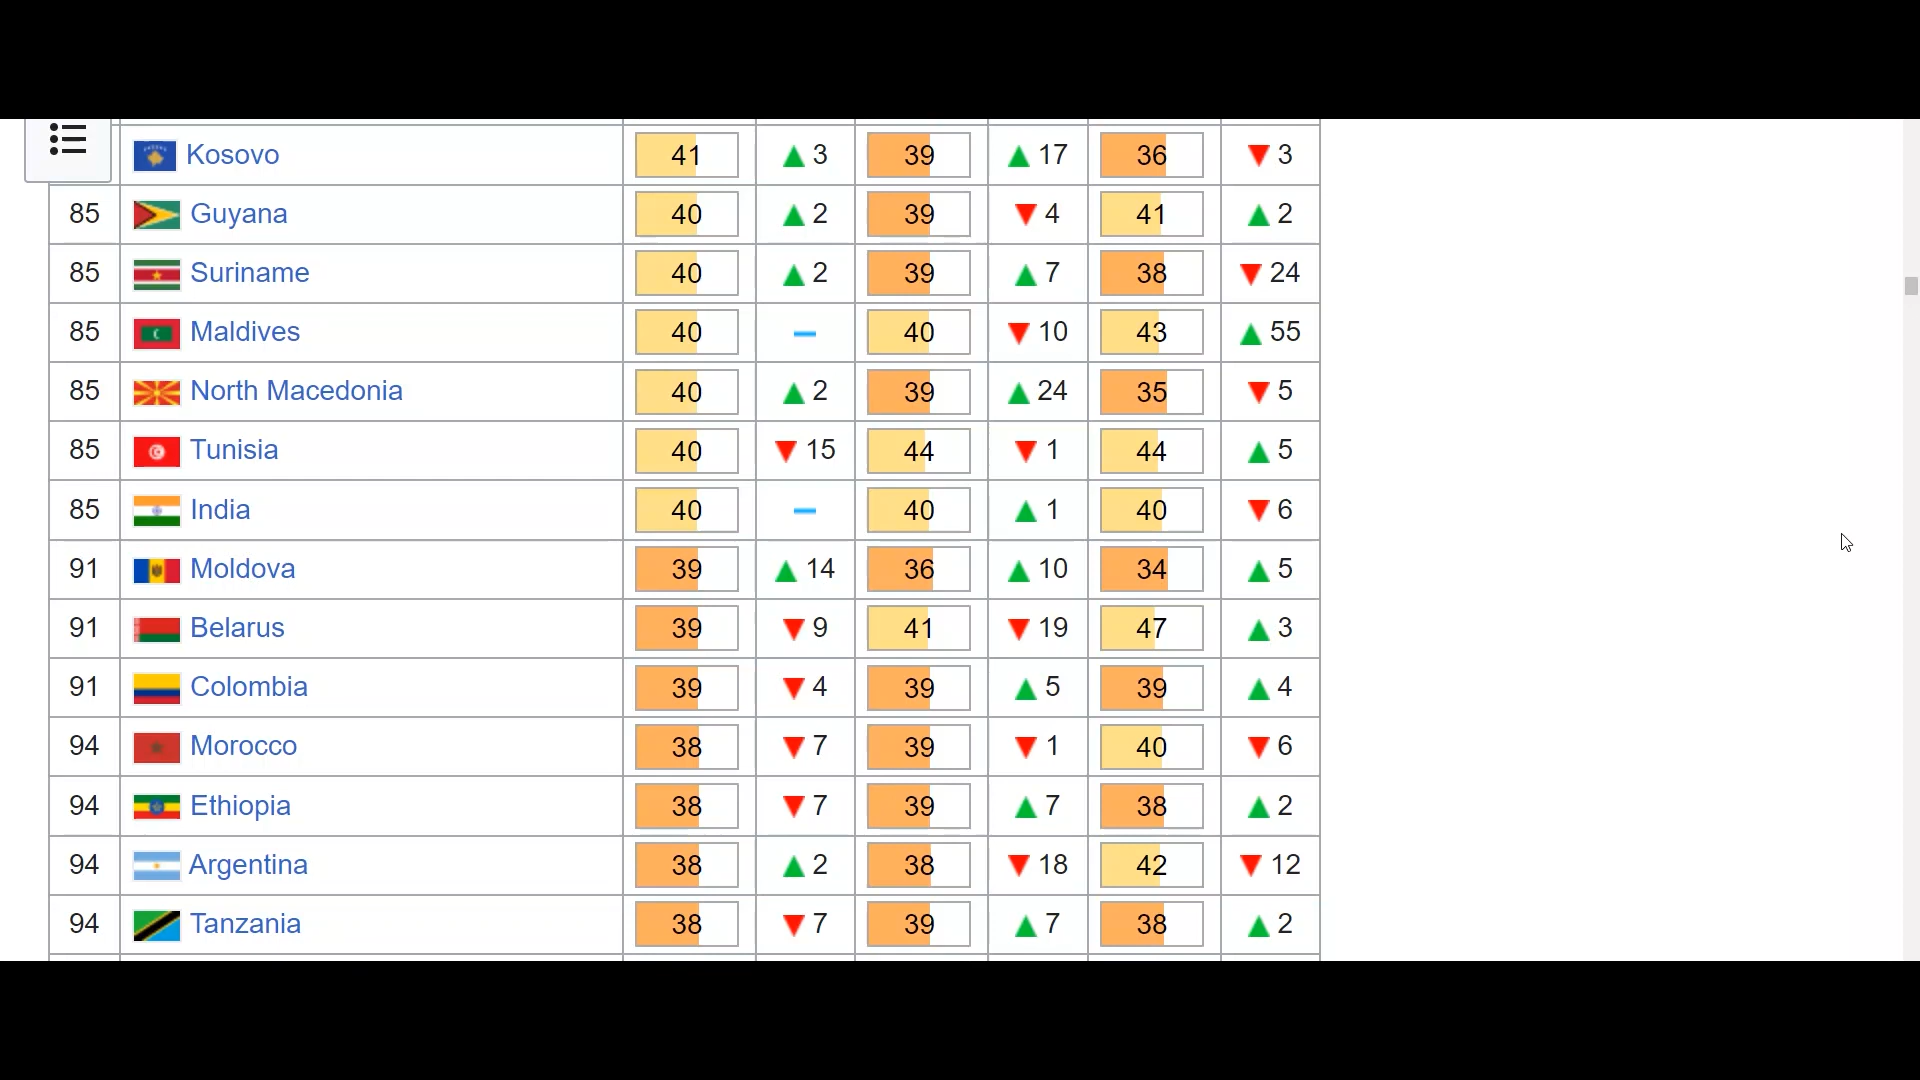 Kosovo 41 3 39 17 36 3
85 Guyana 40 2 39 4 41 2
85 Suriname 40 2 39 7 38 24
85 Maldives 40 40 10 43 55
85 North Macedonia 40 2 39 24 35 5
85 Tunisia 40 15 44 1 44 5
85 India 40 40 1 40 6
91 Moldova 39 14 36 10 34 5
91 Belarus 39 9 41 19 47 3
91 Colombia 39 4 39 5 39 4
94 Morocco 38 7 39 1 40 6
94 Ethiopia 38 7 39 7 38 2
94 Argentina 38 2 38 18 42 12
94 Tanzania 38 7 39 7 38 2